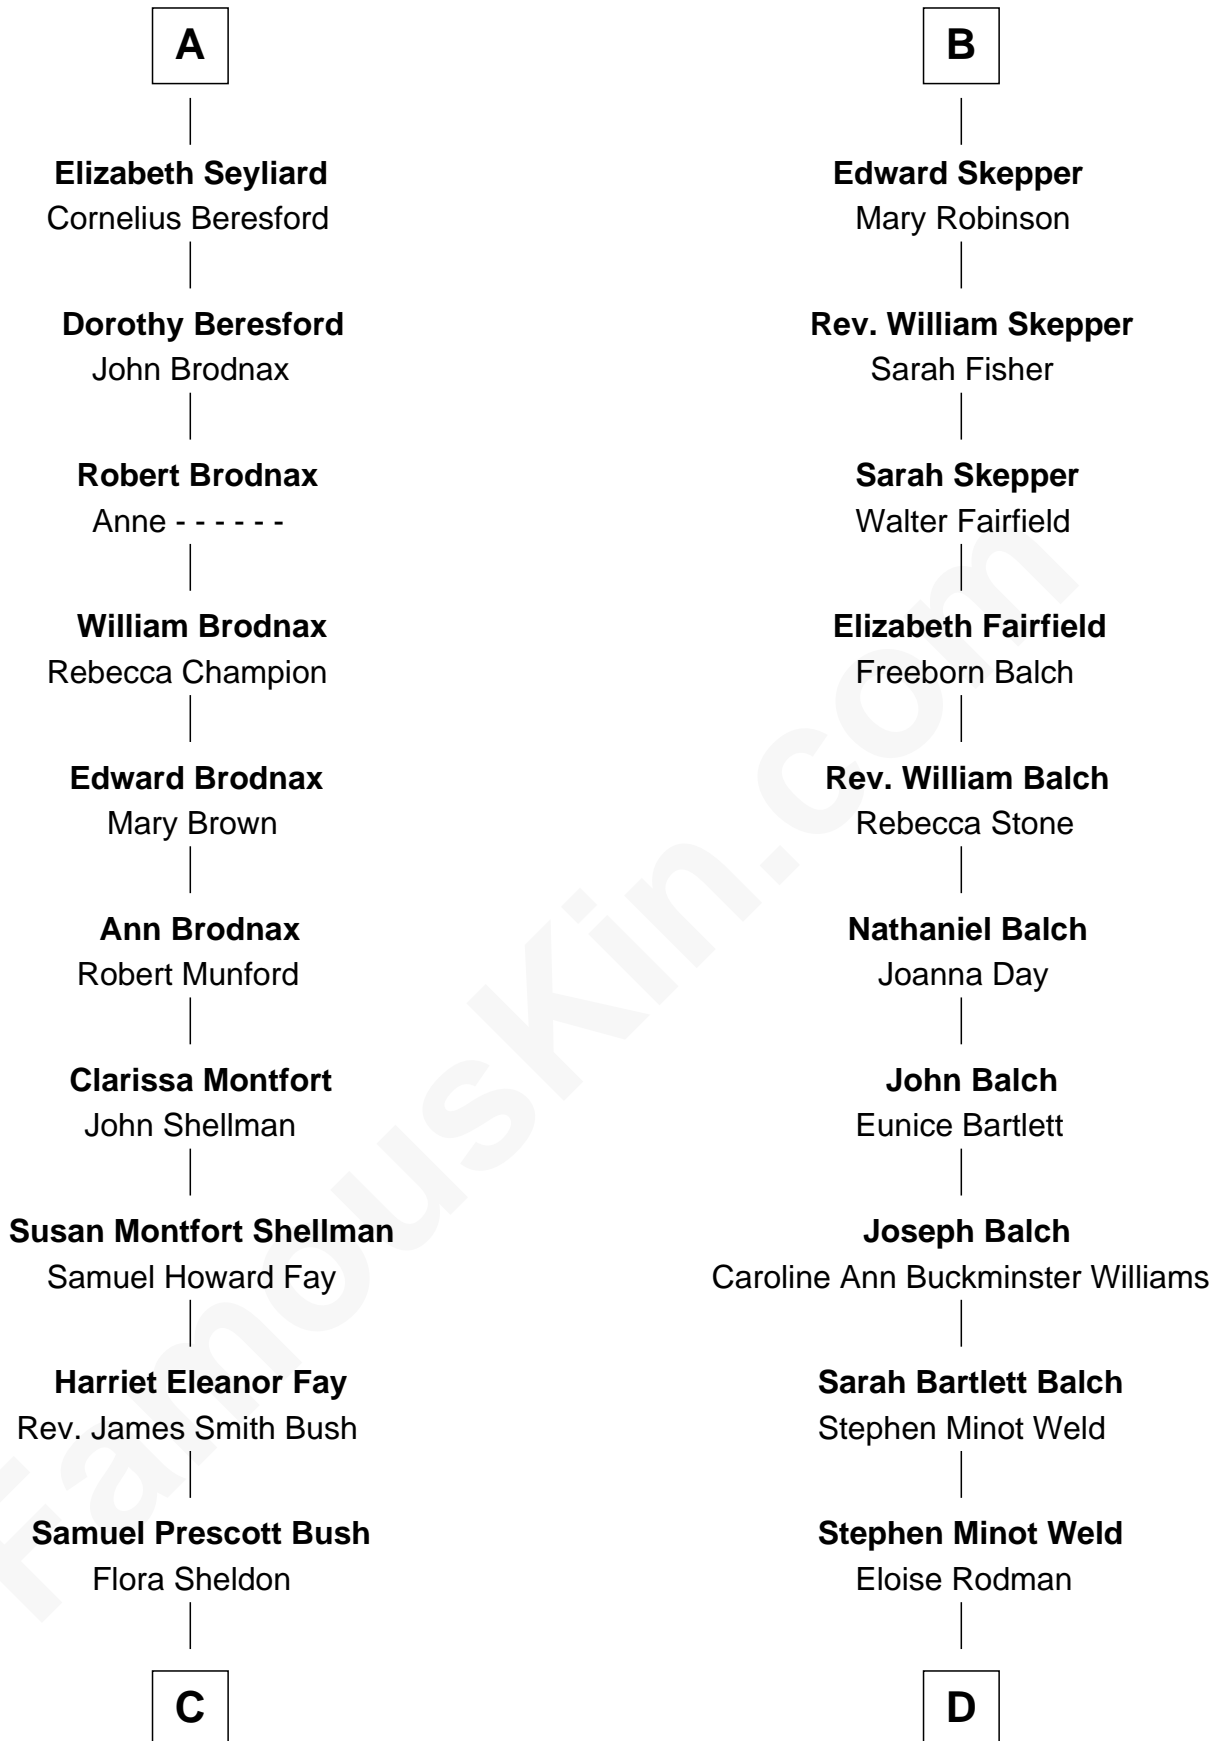 A
Elizabeth Seyliard
Cornelius Beresford
Dorothy Beresford
John Brodnax
Robert Brodnax
Anne - - - - - -
William Brodnax
Rebecca Champion
Edward Brodnax
Mary Brown
Ann Brodnax
Robert Munford
Clarissa Montfort
John Shellman
Susan Montfort Shellman
Samuel Howard Fay
Harriet Eleanor Fay
Rev. James Smith Bush
Samuel Prescott Bush
Flora Sheldon
C
B
Edward Skepper
Mary Robinson
Rev. William Skepper
Sarah Fisher
Sarah Skepper
Walter Fairfield
Elizabeth Fairfield
Freeborn Balch
Rev. William Balch
Rebecca Stone
Nathaniel Balch
Joanna Day
John Balch
Eunice Bartlett
Joseph Balch
Caroline Ann Buckminster Williams
Sarah Bartlett Balch
Stephen Minot Weld
Stephen Minot Weld
Eloise Rodman
D
FamousKin.com